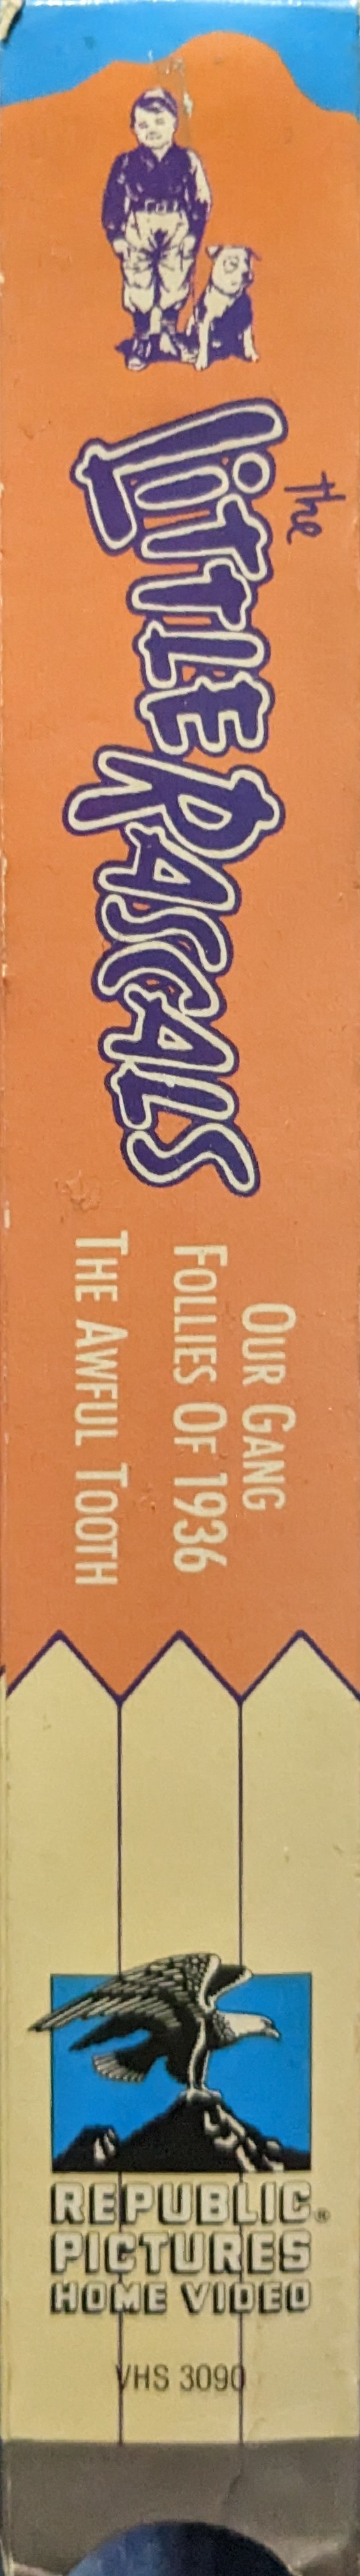 the
LiTTLE RASCALS
OUR GANG
FOLLIES OF 1936
THE AWFUL TOOTH
REPUBLIC®
PICTURES
HOME VIDEO
VHS 3090